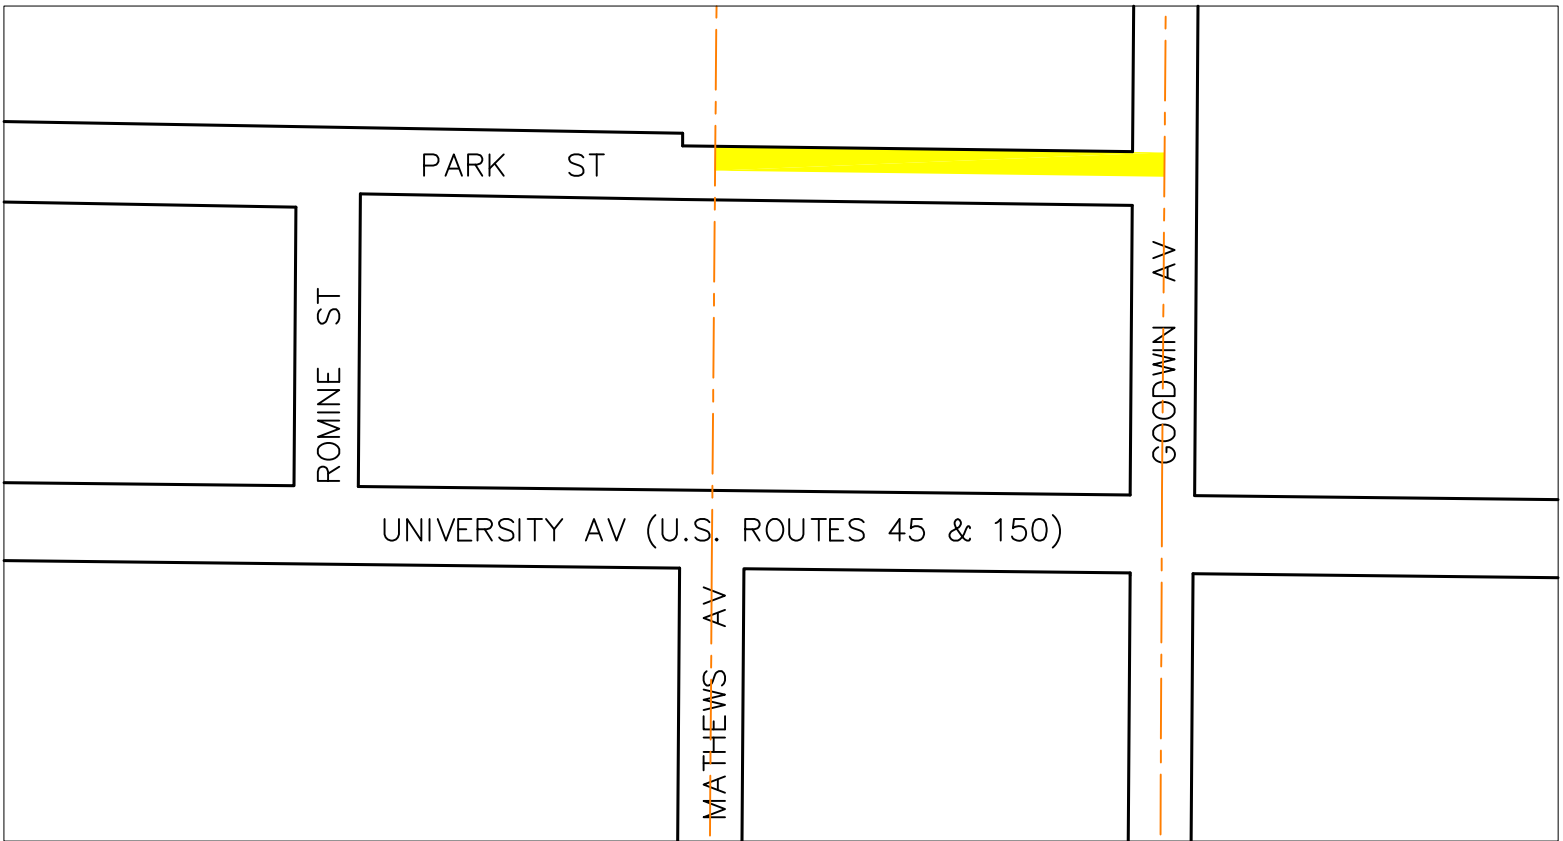 PARK ST
ROMINE ST
GOODWIN AV
UNIVERSITY AV (U.S. ROUTES 45 & 150)
MATHEWS AV